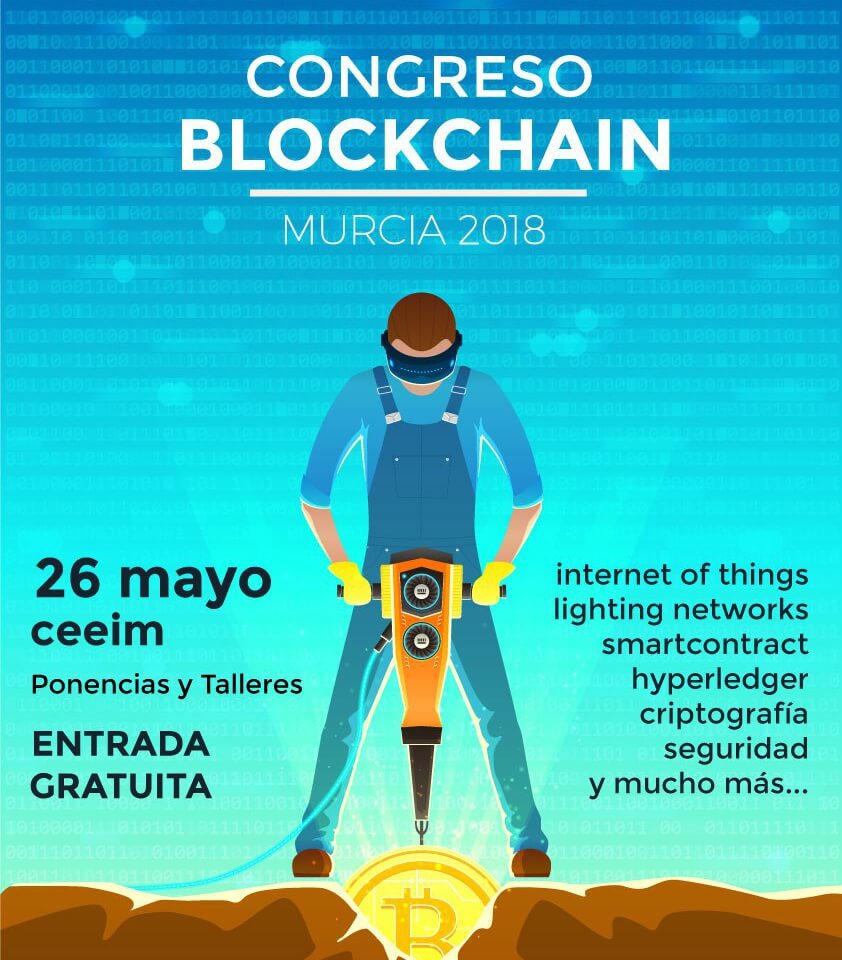 CONGRESO
BLOCKCHAIN
MURCIA 2018
26 mayo
ceeim
Ponencias y Talleres
ENTRADA
GRATUITA
internet of things
lighting networks
smartcontract
hyperledger
criptografía
seguridad
y mucho más...